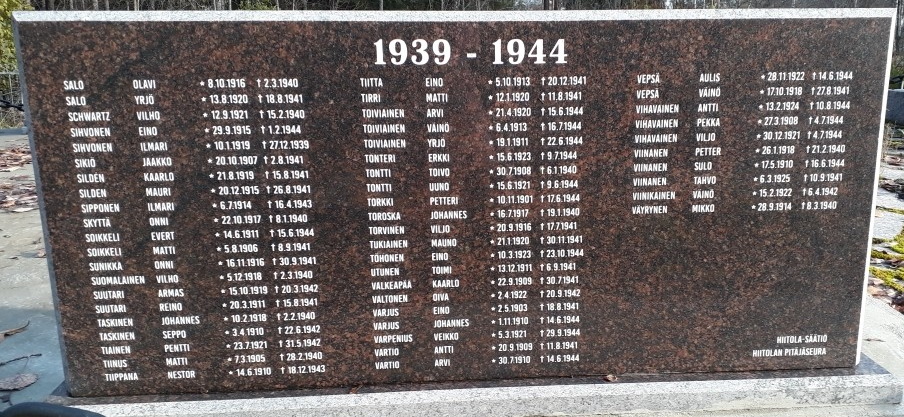 1939 - 1944
SALO OLAVI * 8.10.1916 † 2.3.1940
SALO YRJÖ * 13.8.1920 † 18.8.1941
SCHWARTZ VILHO * 12.9.1921 † 15.2.1940
SIHVONEN EINO * 29.9.1915 † 1.2.1944
SIHVONEN ILMARI * 10.1.1919 † 27.12.1939
SIKIÖ JAAKKO * 20.10.1907 † 2.8.1941
SILDEN KAARLO * 21.8.1919 † 15.8.1941
SILDEN MAURI * 20.12.1915 † 26.8.1941
SIPPONEN ILMARI * 6.7.1914 † 16.4.1943
SKYTTÄ ONNI * 22.10.1917 † 8.1.1940
SOIKKELI EVERT * 14.6.1911 † 15.6.1944
SOIKKELI MATTI * 5.8.1906 † 8.9.1941
SUNIKKA ONNI * 16.11.1916 † 30.9.1941
SUOMALAINEN VILHO * 5.12.1918 † 2.3.1940
SUUTARI ARMAS * 15.10.1919 † 20.3.1942
SUUTARI REINO * 20.3.1911 † 15.8.1941
TASKINEN JOHANNES * 10.2.1918 † 2.2.1940
TASKINEN SEPPO * 3.4.1910 † 22.6.1942
TIAINEN PENTTI * 23.7.1921 † 31.5.1942
TIINUS MATTI * 7.3.1905 † 28.2.1940
TIIPPANA NESTOR * 14.6.1910 † 18.12.1943
TIITTA EINO * 5.10.1913 † 20.12.1941
TIRRI MATTI * 12.1.1920 † 11.8.1941
TOIVIAINEN ARVI * 21.4.1920 † 15.6.1944
TOIVIAINEN VÄINÖ * 6.4.1913 † 16.7.1944
TOIVIAINEN YRJÖ * 19.1.1911 † 22.6.1944
TONTERI ERKKI * 15.6.1923 † 9.7.1944
TONTTI TOIVO * 30.7.1908 † 6.1.1940
TONTTI UUNO * 15.6.1921 † 9.6.1944
TORKKI PETTERI * 10.11.1901 † 17.6.1944
TOROSKA JOHANNES * 16.7.1917 † 19.1.1940
TORVINEN VILJO * 20.9.1916 † 17.7.1941
TUKIAINEN MAUNO * 21.1.1920 † 30.11.1941
TÖHÖNEN EINO * 10.3.1923 † 23.10.1944
UTUNEN TOIMI * 13.12.1911 † 6.9.1941
VALKEAPÄÄ KAARLO * 22.9.1909 † 30.7.1941
VALTONEN OIVA * 2.4.1922 † 20.9.1942
VARJUS EINO * 2.5.1903 † 18.8.1941
VARJUS JOHANNES * 1.11.1910 † 14.6.1944
VARPENIUS VEIKKO * 5.3.1921 † 29.9.1944
VARTIO ANTTI * 20.9.1909 † 11.8.1941
VARTIO ARVI * 30.7.1910 † 14.6.1944
VEPSÄ AULIS * 28.11.1922 † 14.6.1944
VEPSÄ VÄINÖ * 17.10.1918 † 27.8.1941
VIHAVAINEN ANTTI * 13.2.1924 † 10.8.1944
VIHAVAINEN PEKKA * 27.3.1908 † 4.7.1944
VIHAVAINEN VILJO * 30.12.1921 † 4.7.1944
VIINANEN PETTER * 26.1.1918 † 21.2.1940
VIINANEN SULO * 17.5.1910 † 16.6.1944
VIINANEN TAHVO * 6.3.1925 † 10.9.1941
VIINIKAINEN VÄINÖ * 15.2.1922 † 6.4.1942
VÄYRYNEN MIKKO * 28.9.1914 † 8.3.1940
HIITOLA-SÄÄTIÖ
HIITOLAN PITÄJÄSEURA